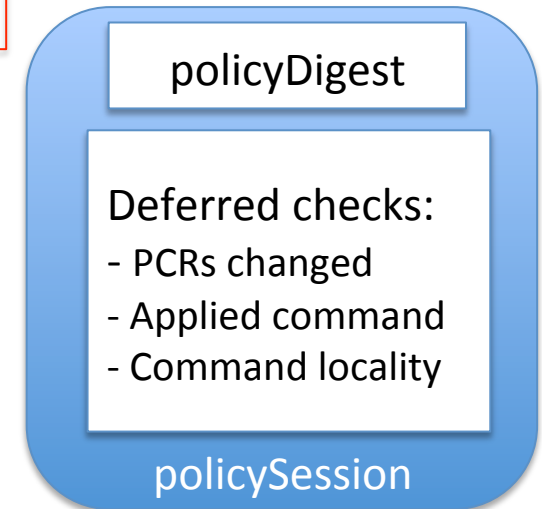 policyDigest
Deferred checks:
- PCRs changed
- Applied command
- Command locality
policySession